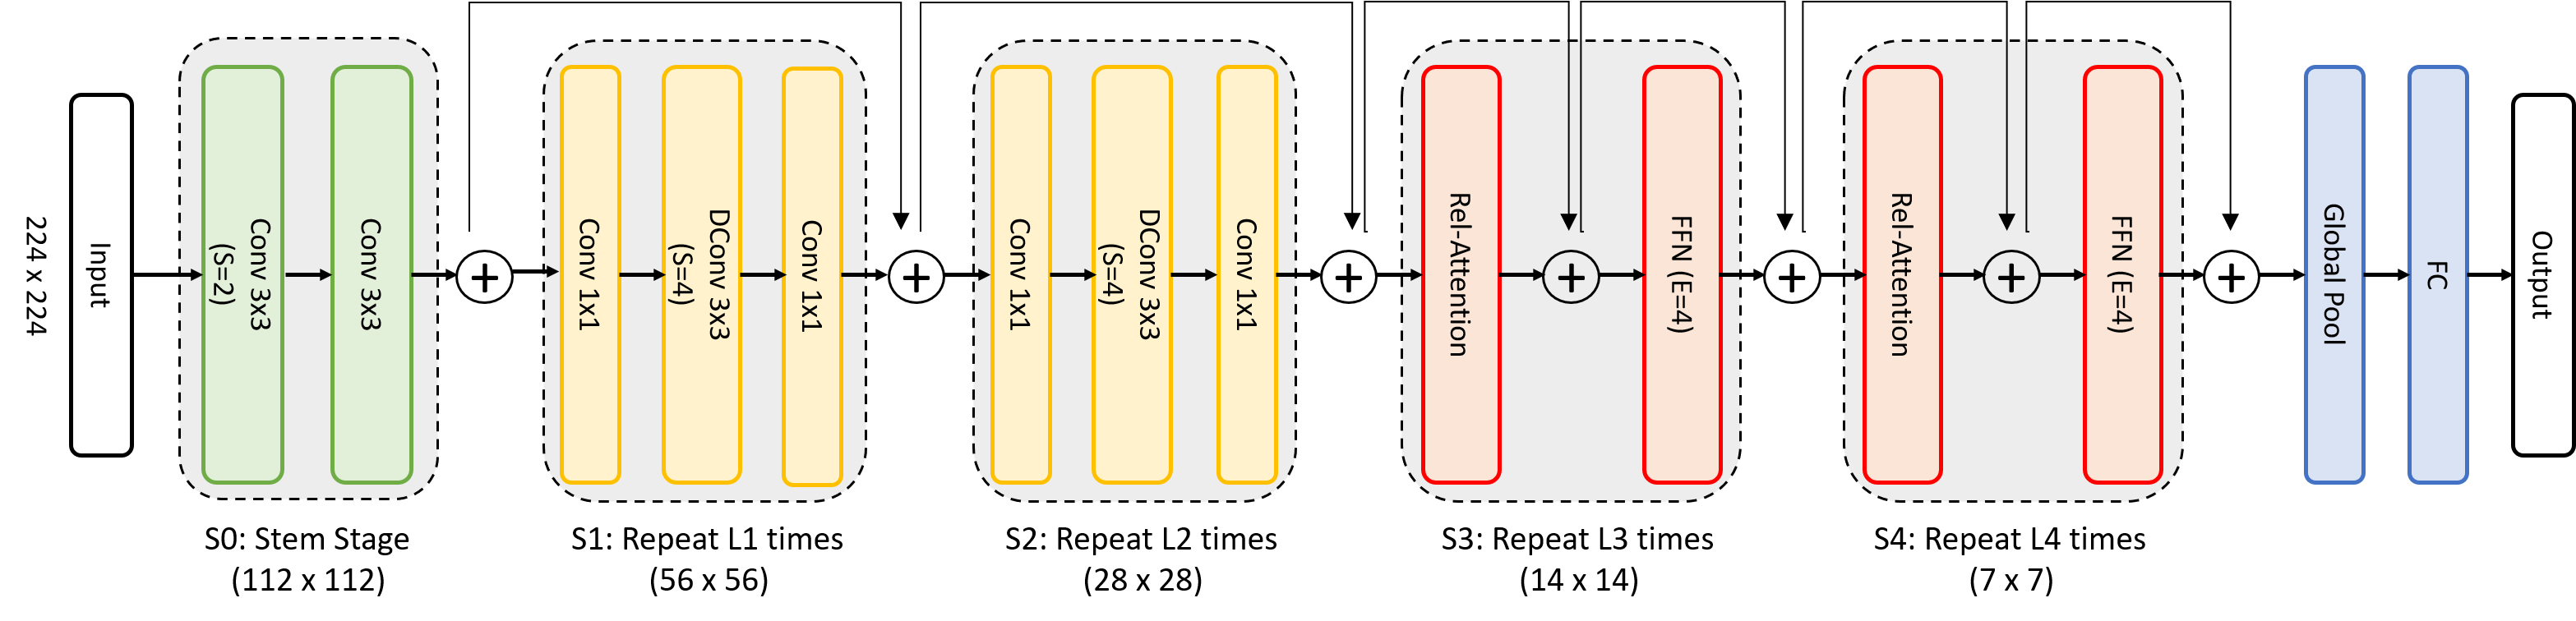 224 x 224
Input
Conv 3x3
(S=2)
Conv 3x3
S0: Stem Stage
(112 x 112)
+
Conv 1x1
DConv 3x3
(S=4)
Conv 1x1
S1: Repeat L1 times
(56 x 56)
+
Conv 1x1
DConv 3x3
(S=4)
Conv 1x1
S2: Repeat L2 times
(28 x 28)
+
Rel-Attention
+
FFN (E=4)
S3: Repeat L3 times
(14 x 14)
+
Rel-Attention
+
FFN (E=4)
S4: Repeat L4 times
(7 x 7)
+
Global Pool
FC
Output